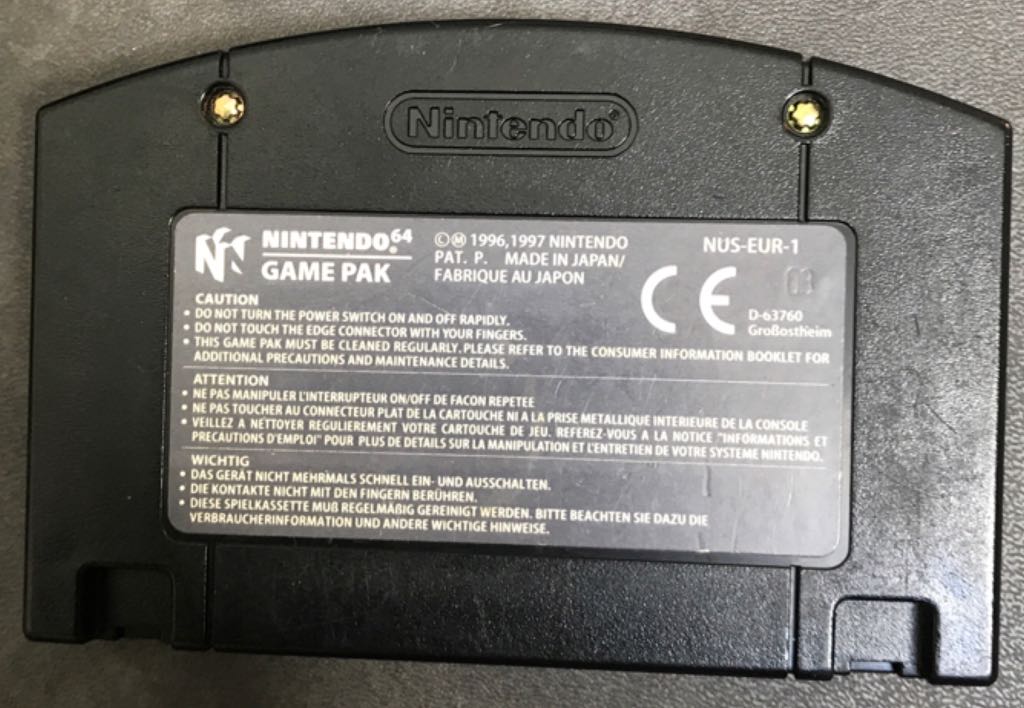 Nintendo®
NINTENDO64
GAME PAK
©Ⓜ 1996,1997 NINTENDO
PAT. P. MADE IN JAPAN/
FABRIQUE AU JAPON
NUS-EUR-1
CE
D-63760
Großostheim
CAUTION
• DO NOT TURN THE POWER SWITCH ON AND OFF RAPIDLY.
• DO NOT TOUCH THE EDGE CONNECTOR WITH YOUR FINGERS.
• THIS GAME PAK MUST BE CLEANED REGULARLY. PLEASE REFER TO THE CONSUMER INFORMATION BOOKLET FOR
ADDITIONAL PRECAUTIONS AND MAINTENANCE DETAILS.
ATTENTION
• NE PAS MANIPULER L'INTERRUPTEUR ON/OFF DE FACON REPETEE
• NE PAS TOUCHER AU CONNECTEUR PLAT DE LA CARTOUCHE NI A LA PRISE METALLIQUE INTERIEURE DE LA CONSOLE
• VEILLEZ A NETTOYER REGULIEREMENT VOTRE CARTOUCHE DE JEU. REFEREZ-VOUS A LA NOTICE "INFORMATIONS ET
PRECAUTIONS D'EMPLOI" POUR PLUS DE DETAILS SUR LA MANIPULATION ET L'ENTRETIEN DE VOTRE SYSTEME NINTENDO.
WICHTIG
• DAS GERÄT NICHT MEHRMALS SCHNELL EIN- UND AUSSCHALTEN.
• DIE KONTAKTE NICHT MIT DEN FINGERN BERÜHREN.
• DIESE SPIELKASSETTE MUß REGELMÄßIG GEREINIGT WERDEN. BITTE BEACHTEN SIE DAZU DIE
VERBRAUCHERINFORMATION UND ANDERE WICHTIGE HINWEISE.